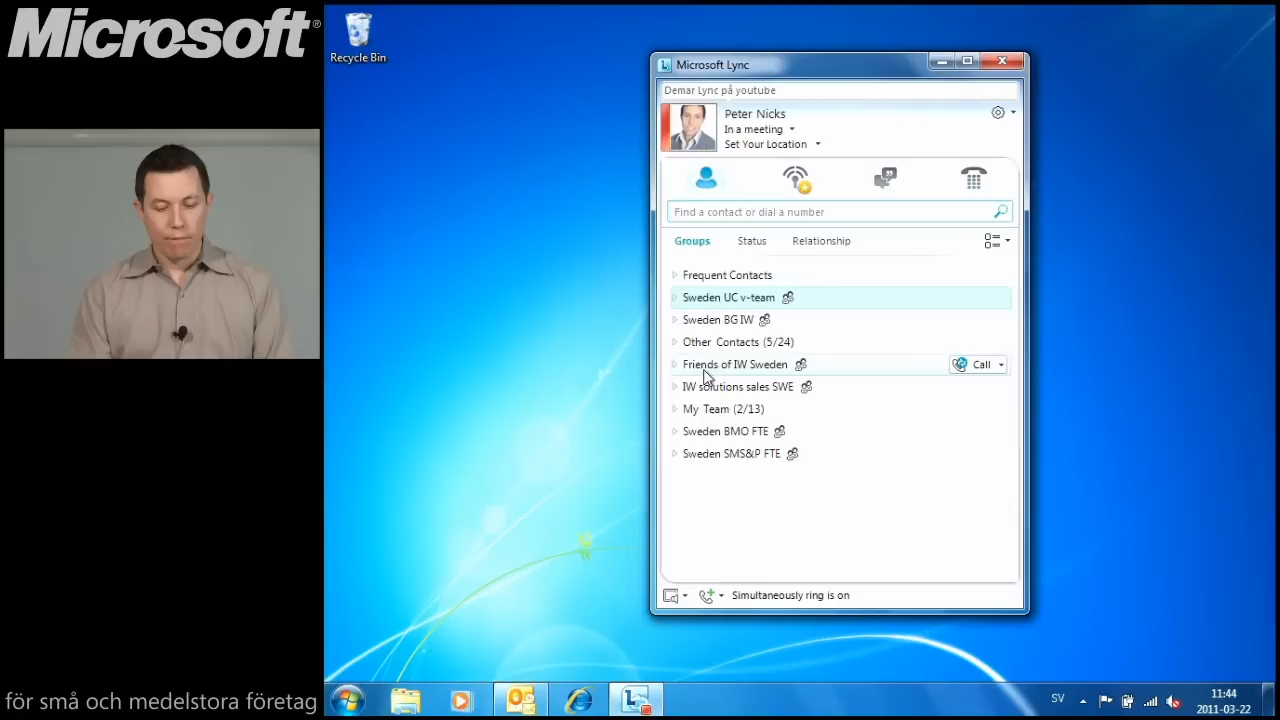 Microsoft®
för små och medelstora företag
Recycle Bin
Microsoft Lync
Demar Lync på youtube
Peter Nicks
In a meeting
Set Your Location
Find a contact or dial a number
Groups Status Relationship
Frequent Contacts
Sweden UC v-team
Sweden BG IW
Other Contacts (5/24)
Friends of IW Sweden Call
IW solutions sales SWE
My Team (2/13)
Sweden BMO FTE
Sweden SMS&P FTE
Simultaneously ring is on
SV
11:44
2011-03-22